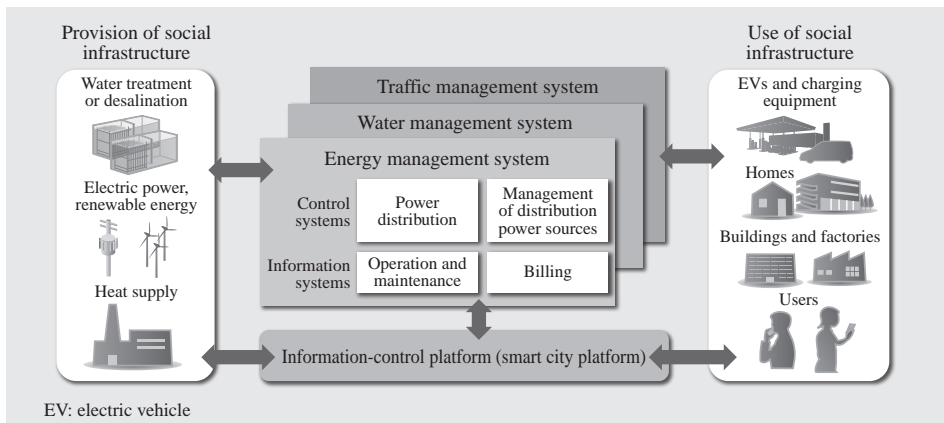 Provision of social
infrastructure
Water treatment
or desalination
Electric power,
renewable energy
Heat supply
Traffic management system
Water management system
Energy management system
Control
systems
Power
distribution
Management
of distribution
power sources
Information
systems
Operation and
maintenance
Billing
Information-control platform (smart city platform)
Use of social
infrastructure
EVs and charging
equipment
Homes
Buildings and factories
Users
EV: electric vehicle